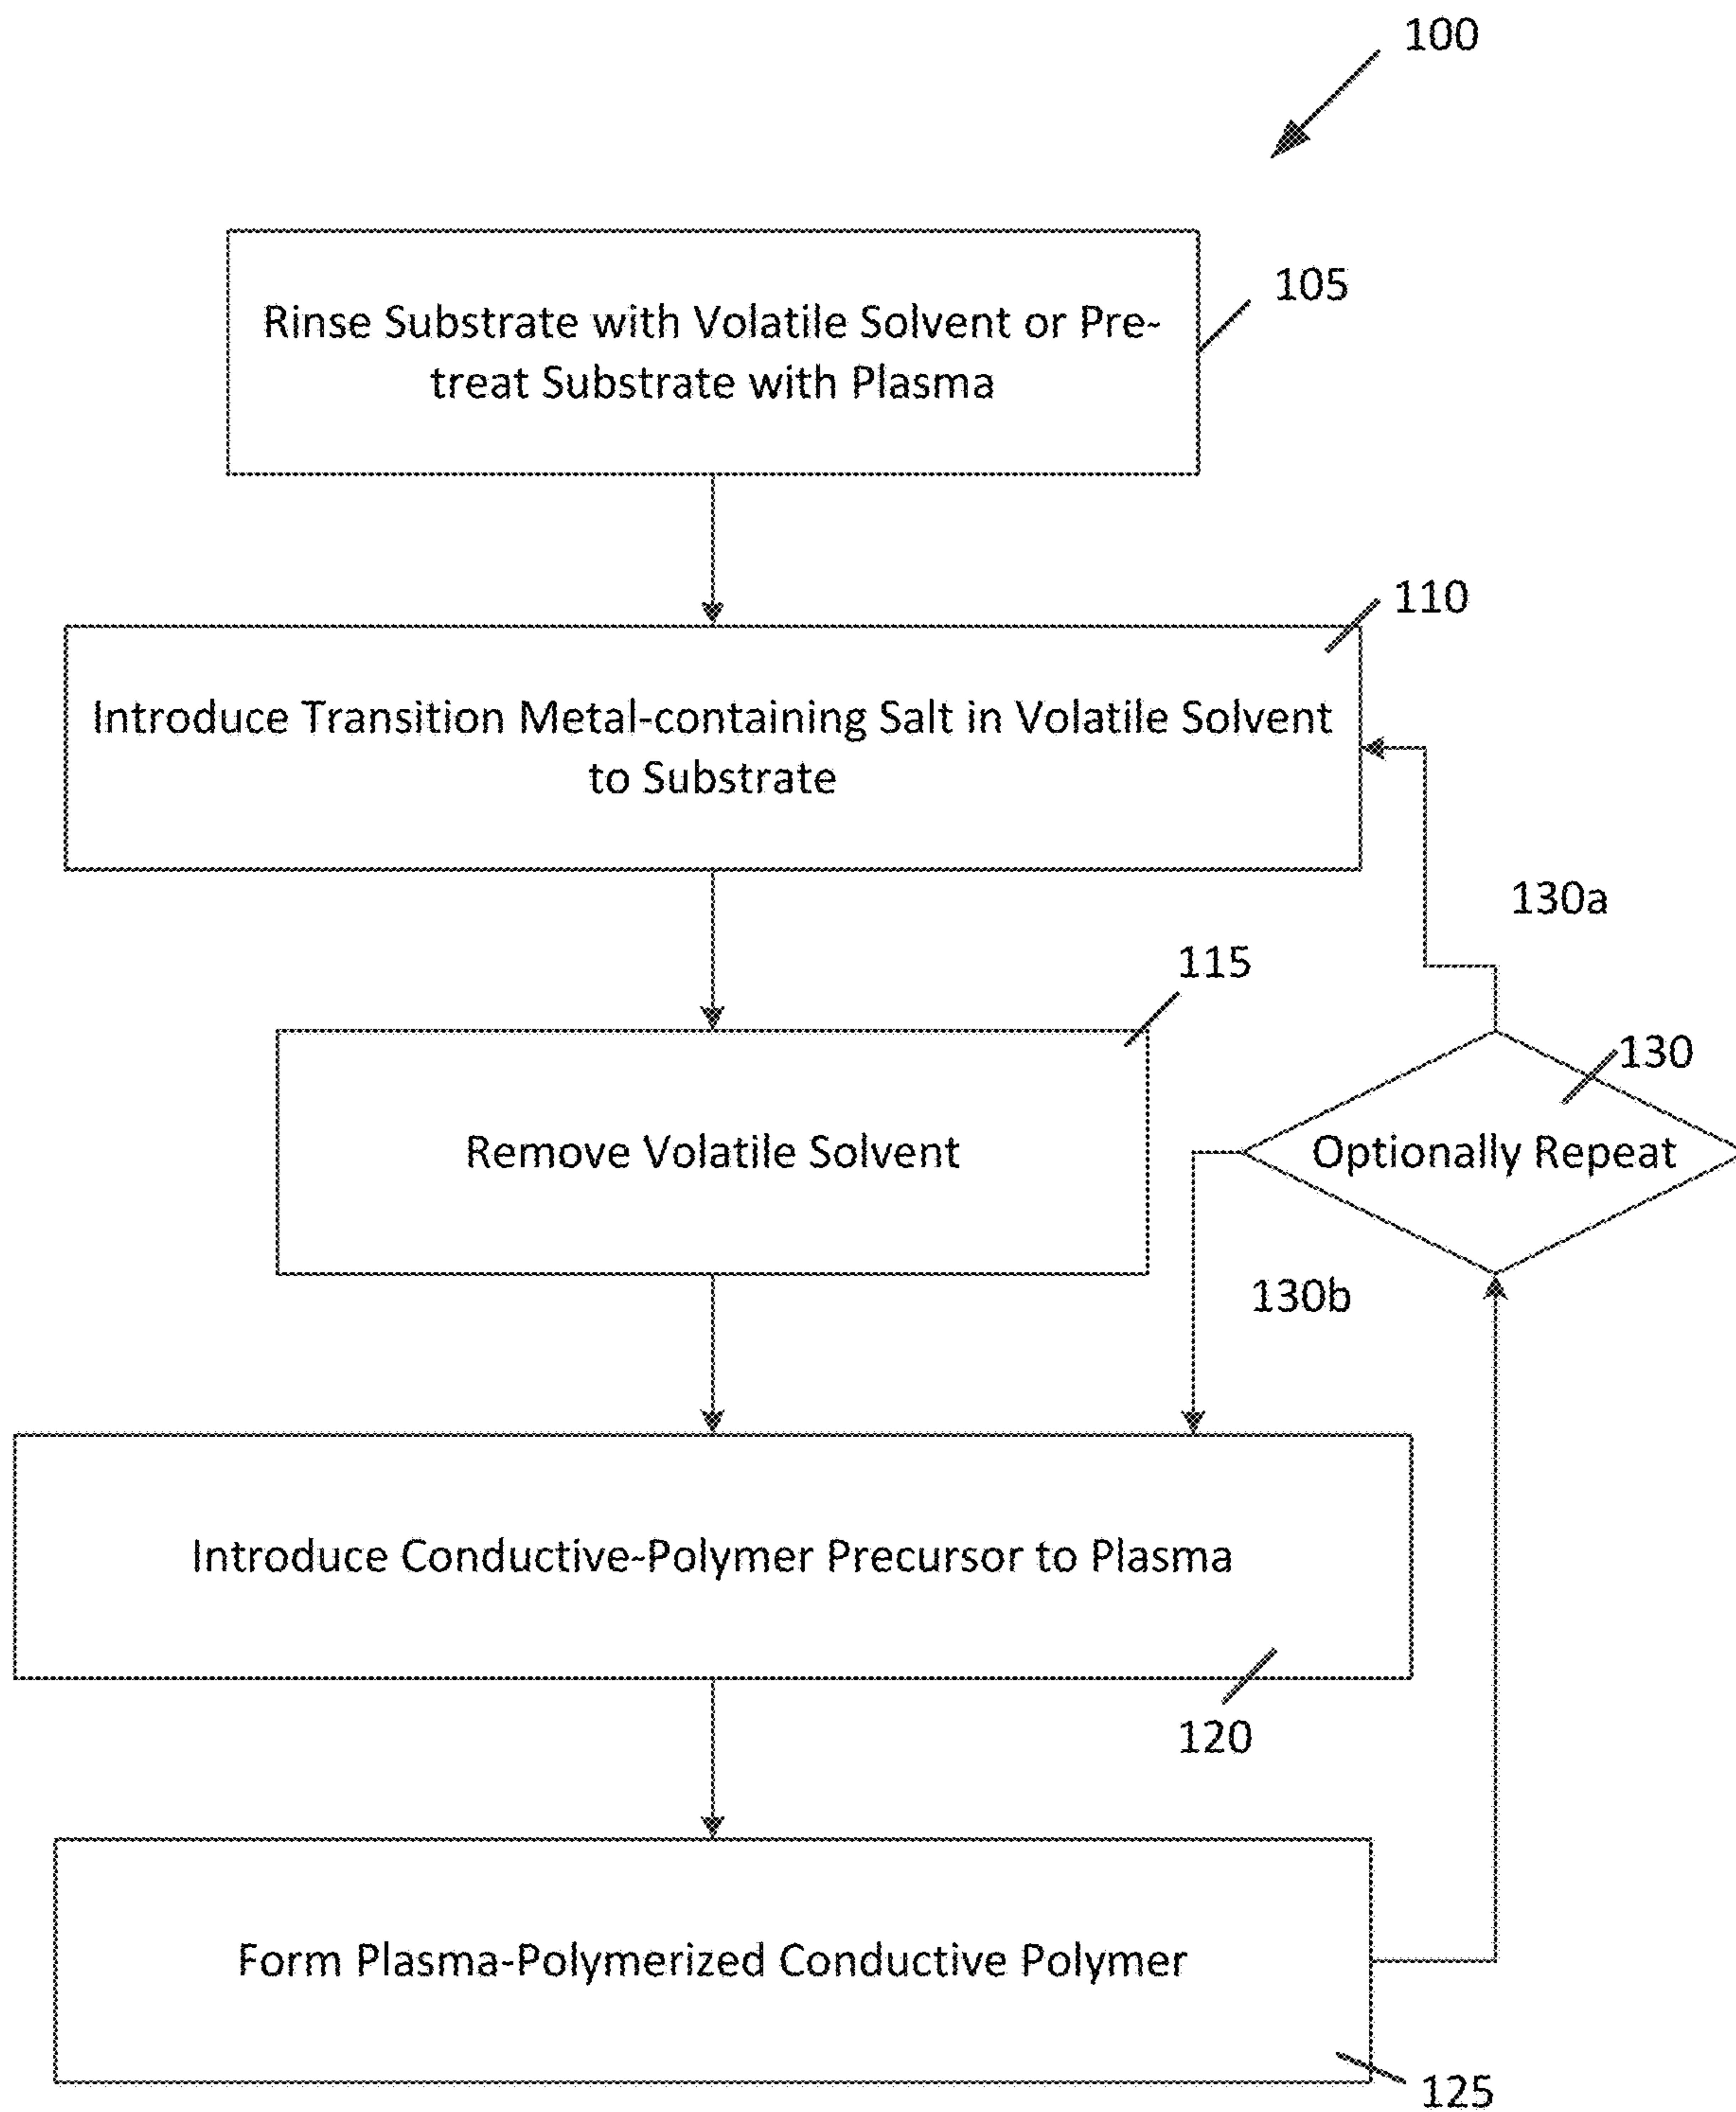 100
105
Rinse Substrate with Volatile Solvent or Pre-
treat Substrate with Plasma
110
Introduce Transition Metal-containing Salt in Volatile Solvent
to Substrate
130a
115
130
Remove Volatile Solvent
Optionally Repeat
130b
Introduce Conductive-Polymer Precursor to Plasma
120
Form Plasma-Polymerized Conductive Polymer
125